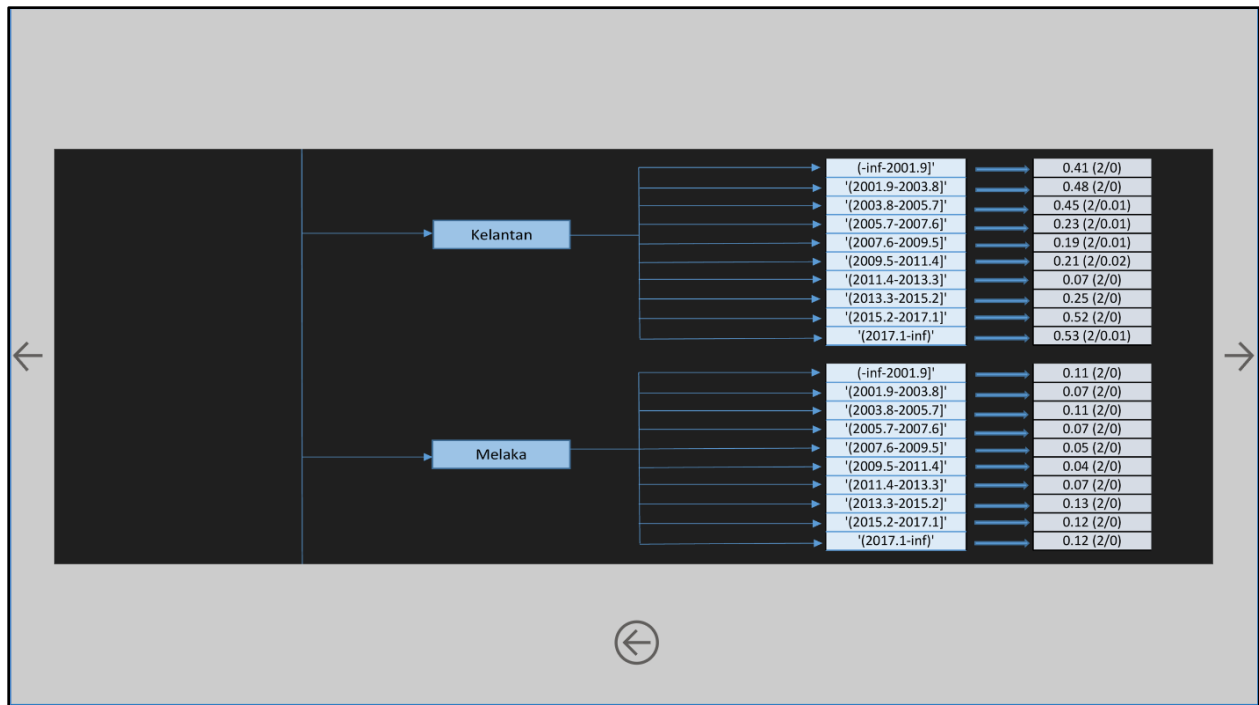 (-inf-2001.9]' 0.41 (2/0)
'(2001.9-2003.8]' 0.48 (2/0)
'(2003.8-2005.7]' 0.45 (2/0.01)
'(2005.7-2007.6]' 0.23 (2/0.01)
Kelantan
'(2007.6-2009.5]' 0.19 (2/0.01)
'(2009.5-2011.4]' 0.21 (2/0.02)
'(2011.4-2013.3]' 0.07 (2/0)
'(2013.3-2015.2]' 0.25 (2/0)
'(2015.2-2017.1]' 0.52 (2/0)
'(2017.1-inf)' 0.53 (2/0.01)
(-inf-2001.9]' 0.11 (2/0)
'(2001.9-2003.8]' 0.07 (2/0)
'(2003.8-2005.7]' 0.11 (2/0)
'(2005.7-2007.6]' 0.07 (2/0)
'(2007.6-2009.5]' 0.05 (2/0)
Melaka
'(2009.5-2011.4]' 0.04 (2/0)
'(2011.4-2013.3]' 0.07 (2/0)
'(2013.3-2015.2]' 0.13 (2/0)
'(2015.2-2017.1]' 0.12 (2/0)
'(2017.1-inf)' 0.12 (2/0)